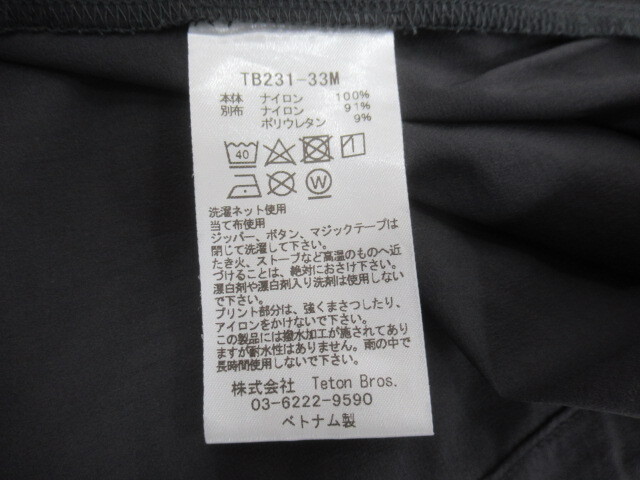 TB231-33M
本体 ナイロン 100%
別布 ナイロン 91%
ポリウレタン 9%
40
W
洗濯ネット使用
当て布使用
ジッパー、ボタン、マジックテープは
閉じて洗濯して下さい。
たき火、ストーブなど高温のものへ近
づけることは、絶対にお避け下さい。
漂白剤や漂白剤入り洗剤は使用しない
で下さい。
プリント部分は、強くまさつしたり、
アイロンをかけないで下さい。
この製品には撥水加工が施されてあり
ますが耐水性はありません。雨の中で
長時間使用しないで下さい。
株式会社 Teton Bros.
03-6222-9590
ベトナム製